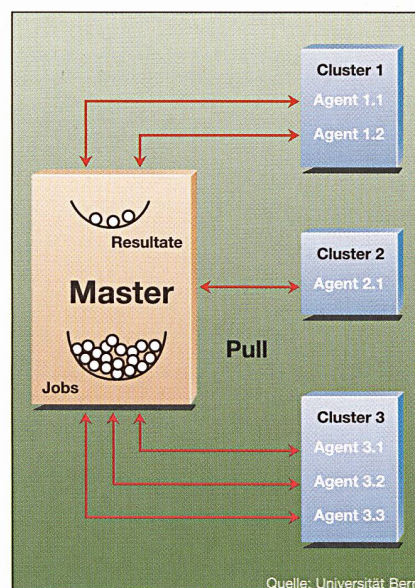 Cluster 1
Agent 1.1
Agent 1.2
Resultate
Master
Jobs
Pull
Cluster 2
Agent 2.1
Cluster 3
Agent 3.1
Agent 3.2
Agent 3.3
Quelle: Universität Bern